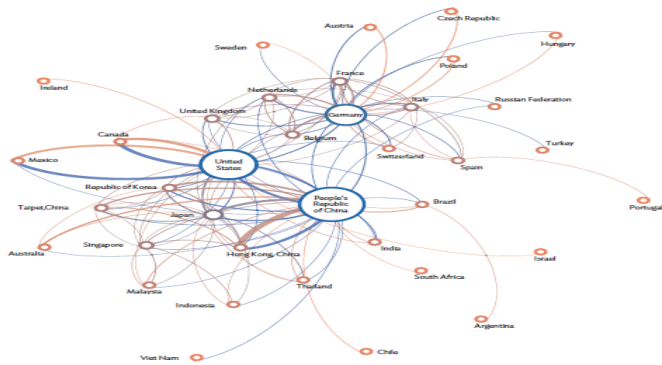 Austria
Czech Republic
Sweden
Hungary
Poland
France
Ireland
Netherlands
Italy
Russian Federation
United Kingdom
Germany
Canada
Belgium
Turkey
Switzerland
Mexico
United
States
Spain
Republic of Korea
People's
Republic
of China
Brazil
Portugal
Taipei,China
Japan
Australia
Singapore
Hong Kong, China
India
Israel
South Africa
Malaysia
Thailand
Indonesia
Argentina
Viet Nam
Chile